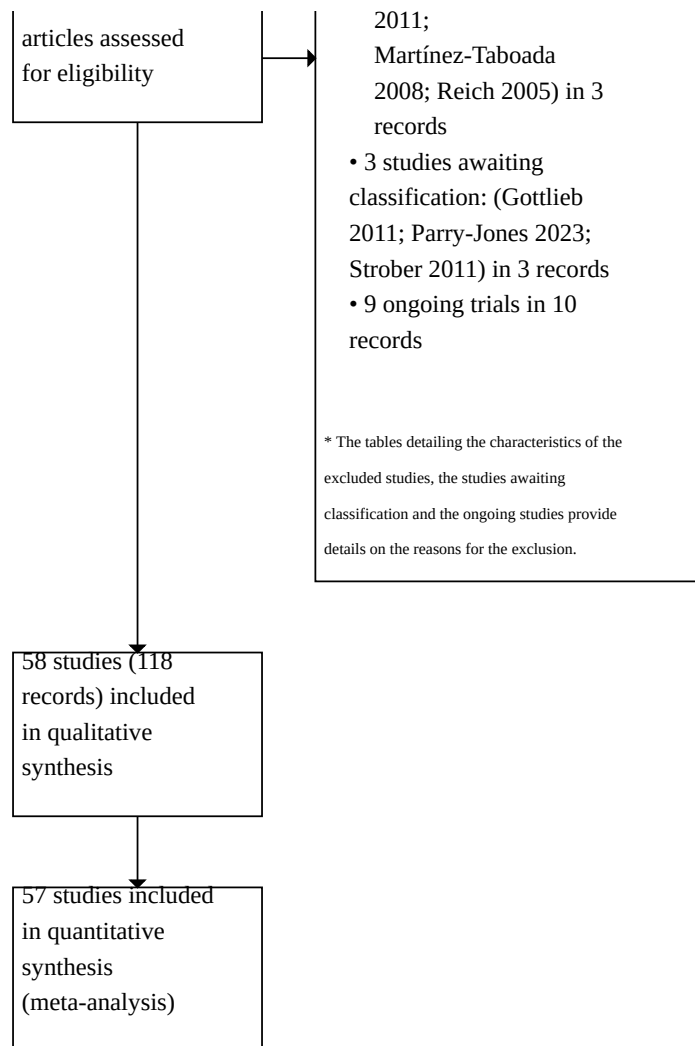 articles assessed
for eligibility
2011;
Martínez-Taboada
2008; Reich 2005) in 3
records
• 3 studies awaiting
classification: (Gottlieb
2011; Parry-Jones 2023;
Strober 2011) in 3 records
• 9 ongoing trials in 10
records
* The tables detailing the characteristics of the
excluded studies, the studies awaiting
classification and the ongoing studies provide
details on the reasons for the exclusion.
58 studies (118
records) included
in qualitative
synthesis
57 studies included
in quantitative
synthesis
(meta-analysis)